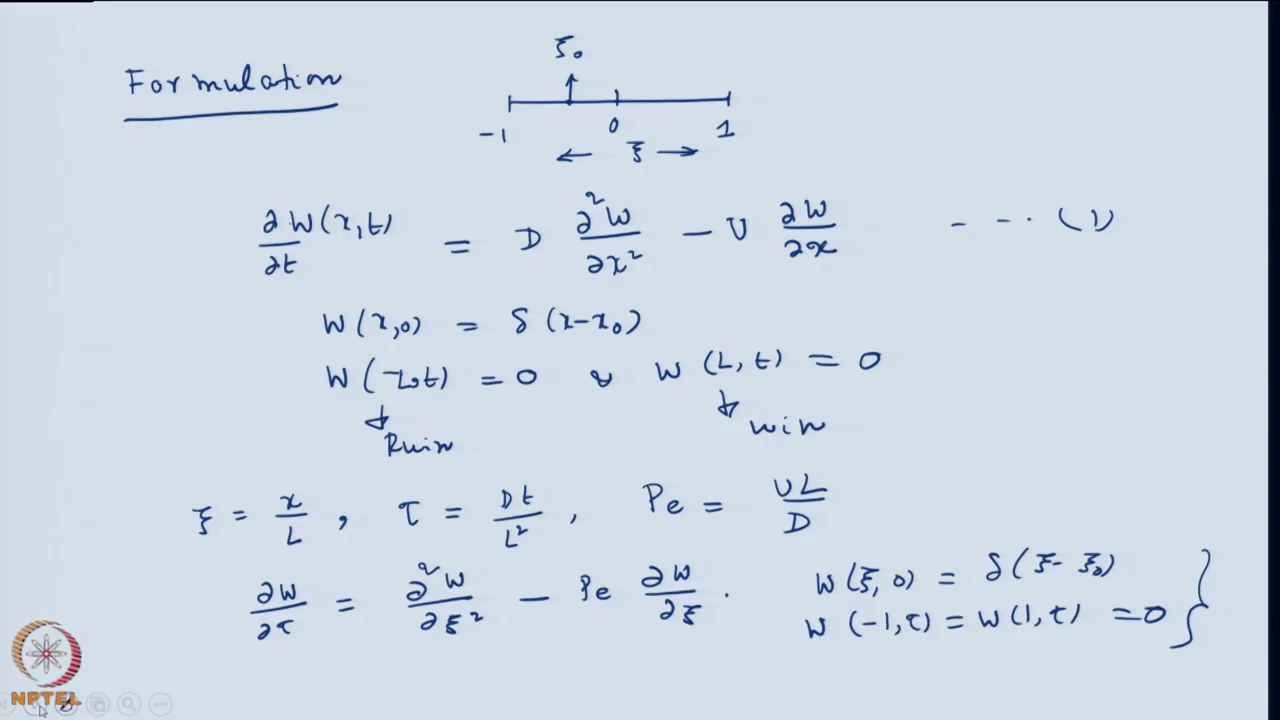 Formulation
ξ₀
-1 0 1
← ξ →
∂W(x,t)/∂t = D ∂²W/∂x² - U ∂W/∂x - - ·· (1)
W(x,0) = δ(x-x₀)
W(-L,t) = 0 & W(L,t) = 0
Ruin win
ξ = x/L, τ = Dt/L², Pe = UL/D
∂W/∂τ = ∂²W/∂ξ² - Pe ∂W/∂ξ.
W(ξ,0) = δ(ξ-ξ₀)
W(-1,τ) = W(1,τ) = 0 }
NPTEL